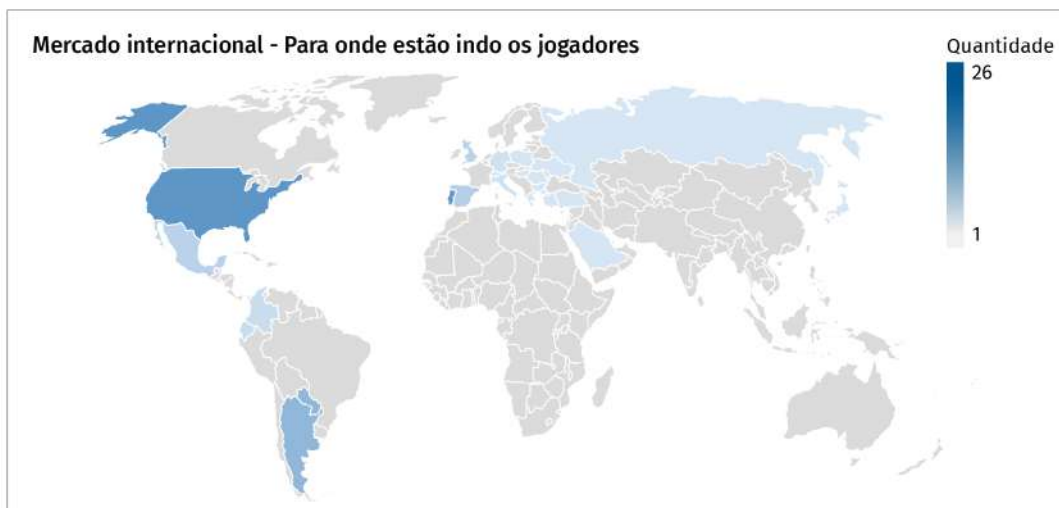 Mercado internacional - Para onde estão indo os jogadores
Quantidade
26
1